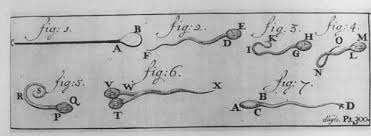 fig: 1.
fig: 2.
fig: 3.
fig: 4.
B
A
E
D
F
K
H
I
G
M
O
L
N
fig: 5.
fig: 6.
fig: 7.
R
S
Q
P
V
W
X
T
B
A
C
D
Pa. 300.